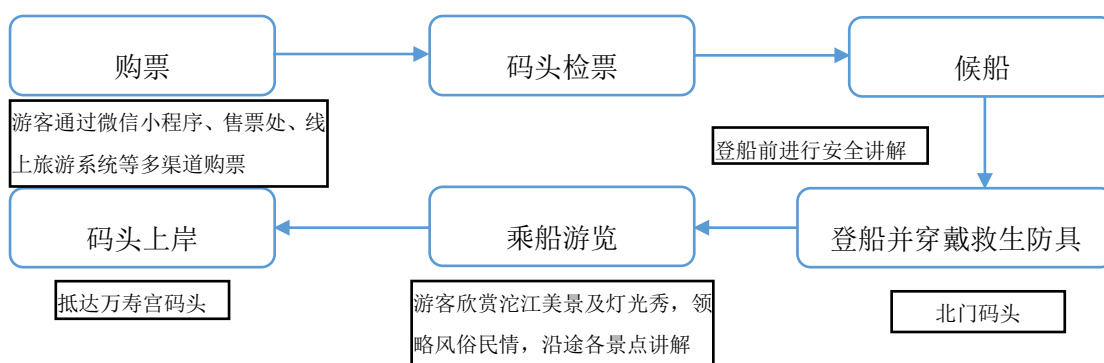 购票
码头检票
候船
游客通过微信小程序、售票处、线
上旅游系统等多渠道购票
登船前进行安全讲解
码头上岸
乘船游览
登船并穿戴救生防具
抵达万寿宫码头
游客欣赏沱江美景及灯光秀，领
略风俗民情，沿途各景点讲解
北门码头